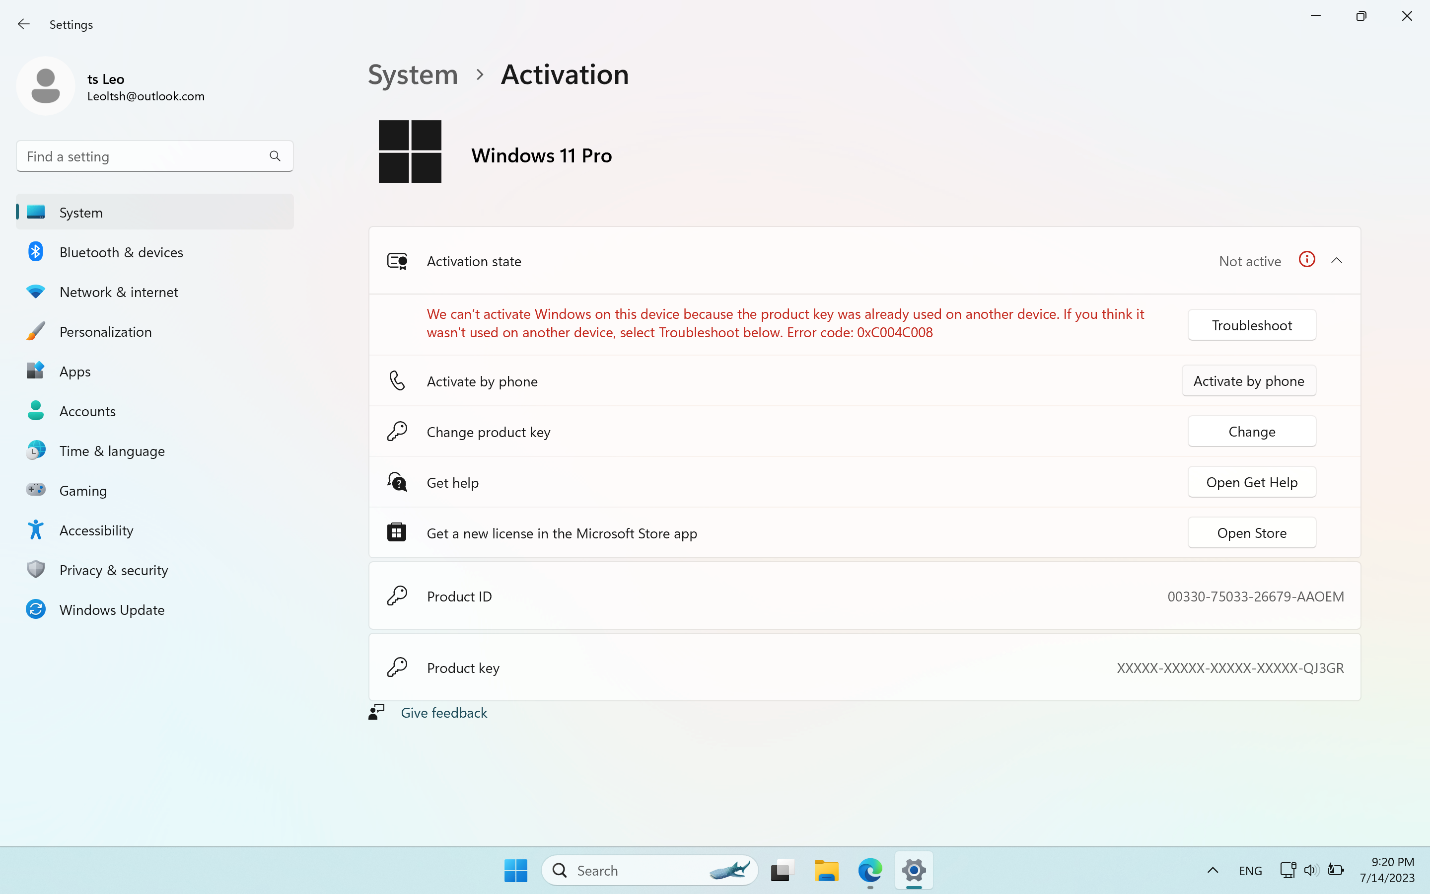 Settings
ts Leo
Leoltsh@outlook.com
Find a setting
System
Bluetooth & devices
Network & internet
Personalization
Apps
Accounts
Time & language
Gaming
Accessibility
Privacy & security
Windows Update
System > Activation
Windows 11 Pro
Activation state Not active
We can't activate Windows on this device because the product key was already used on another device. If you think it
wasn't used on another device, select Troubleshoot below. Error code: 0xC004C008
Troubleshoot
Activate by phone Activate by phone
Change product key Change
Get help Open Get Help
Get a new license in the Microsoft Store app Open Store
Product ID 00330-75033-26679-AAOEM
Product key XXXXX-XXXXX-XXXXX-XXXXX-QJ3GR
Give feedback
Search
ENG
9:20 PM
7/14/2023